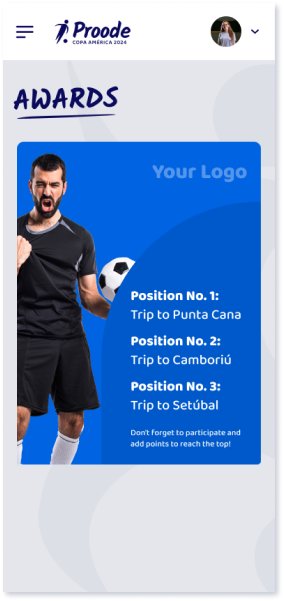 Proode
COPA AMÉRICA 2024
AWARDS
Your Logo
Position No. 1:
Trip to Punta Cana
Position No. 2:
Trip to Camboriú
Position No. 3:
Trip to Setúbal
Don't forget to participate and
add points to reach the top!